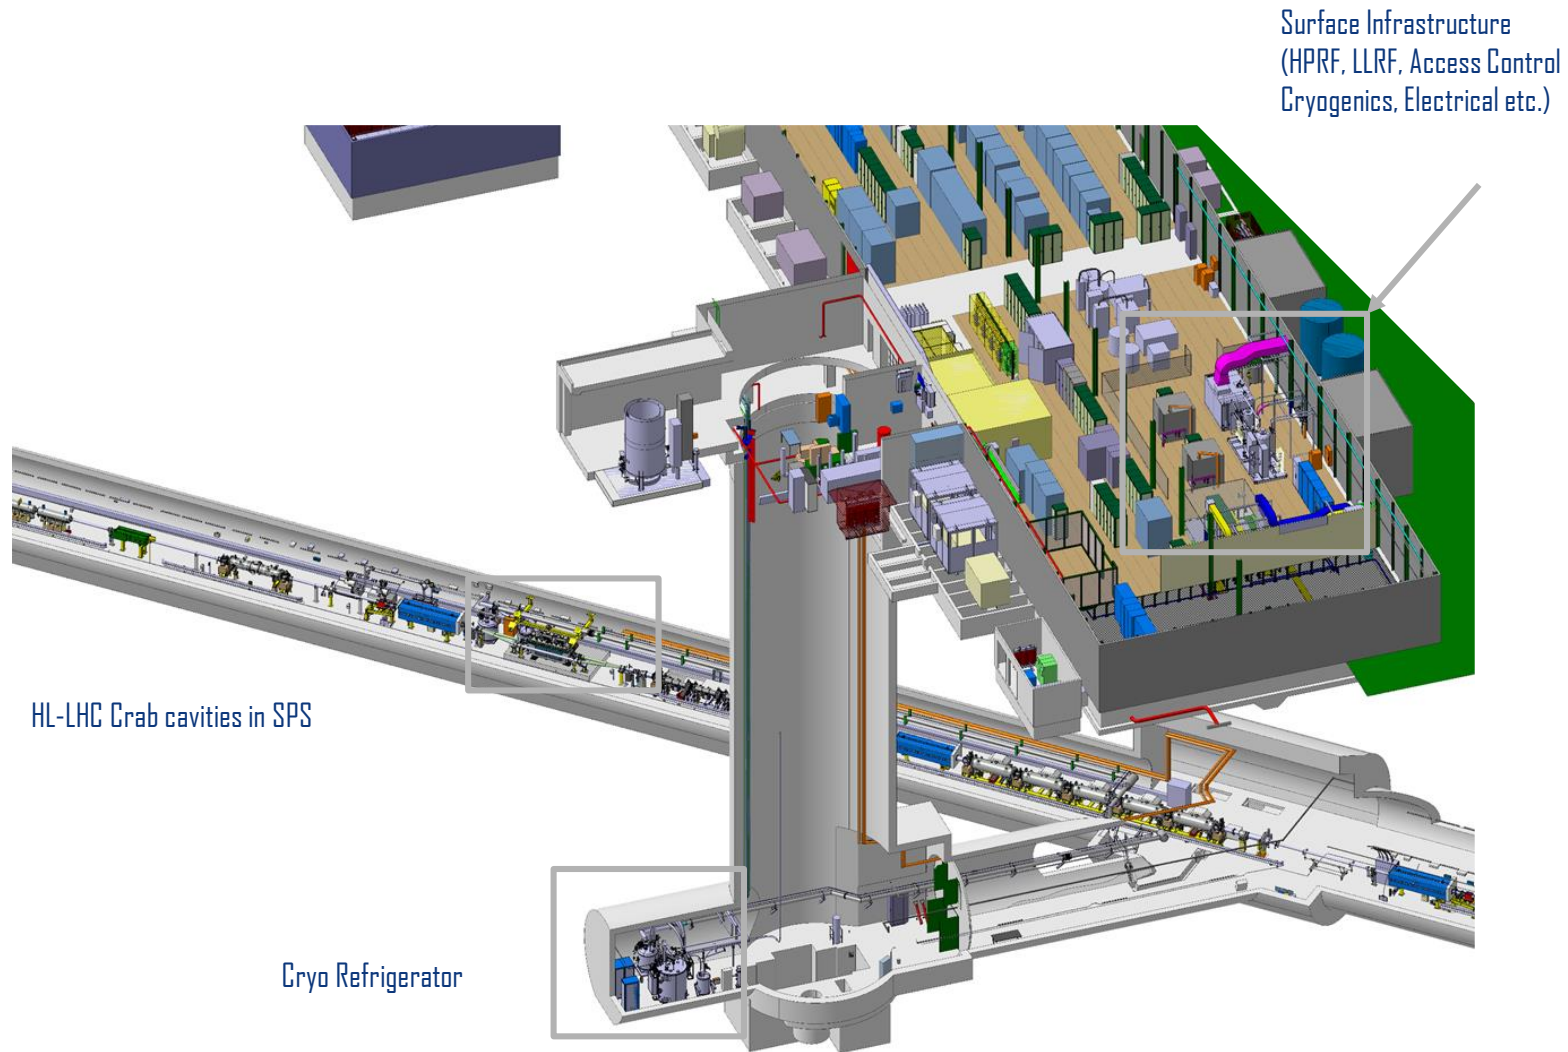 Surface Infrastructure
(HPRF, LLRF, Access Control
Cryogenics, Electrical etc.)
HL-LHC Crab cavities in SPS
Cryo Refrigerator